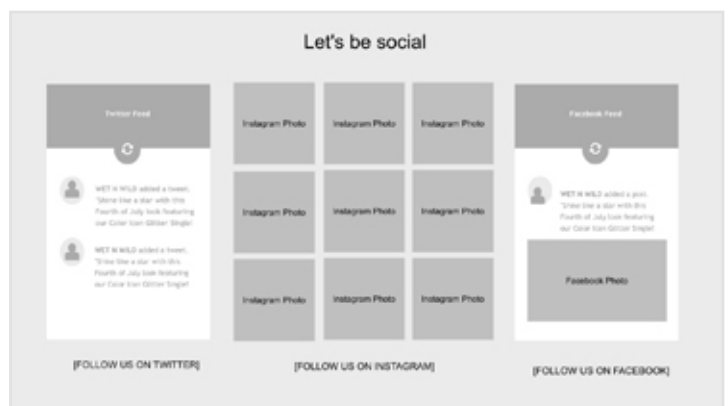 Let's be social
Twitter Feed
WET N WILD added a tweet,
"Shine like a star with this
Fourth of July look featuring
our Color Icon Glitter Single!
WET N WILD added a tweet,
"Shine like a star with this
Fourth of July look featuring
our Color Icon Glitter Single!
[FOLLOW US ON TWITTER]
Instagram Photo Instagram Photo Instagram Photo
Instagram Photo Instagram Photo Instagram Photo
Instagram Photo Instagram Photo Instagram Photo
[FOLLOW US ON INSTAGRAM]
Facebook Feed
WET N WILD added a post,
"Shine like a star with this
Fourth of July look featuring
our Color Icon Glitter Single!
Facebook Photo
[FOLLOW US ON FACEBOOK]